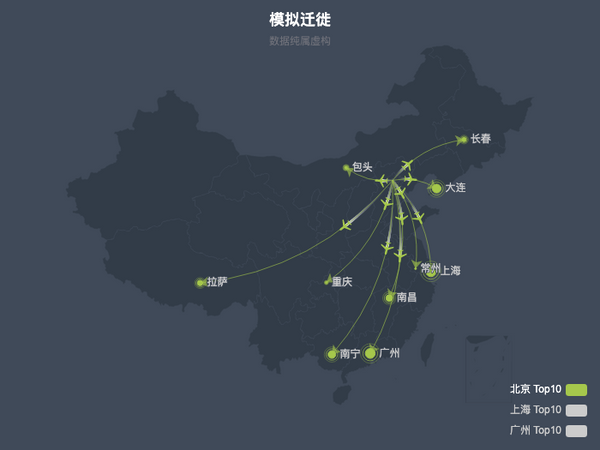 模拟迁徙
数据纯属虚构
长春
包头
大连
常州
上海
拉萨
重庆
南昌
南宁
广州
北京 Top10
上海 Top10
广州 Top10